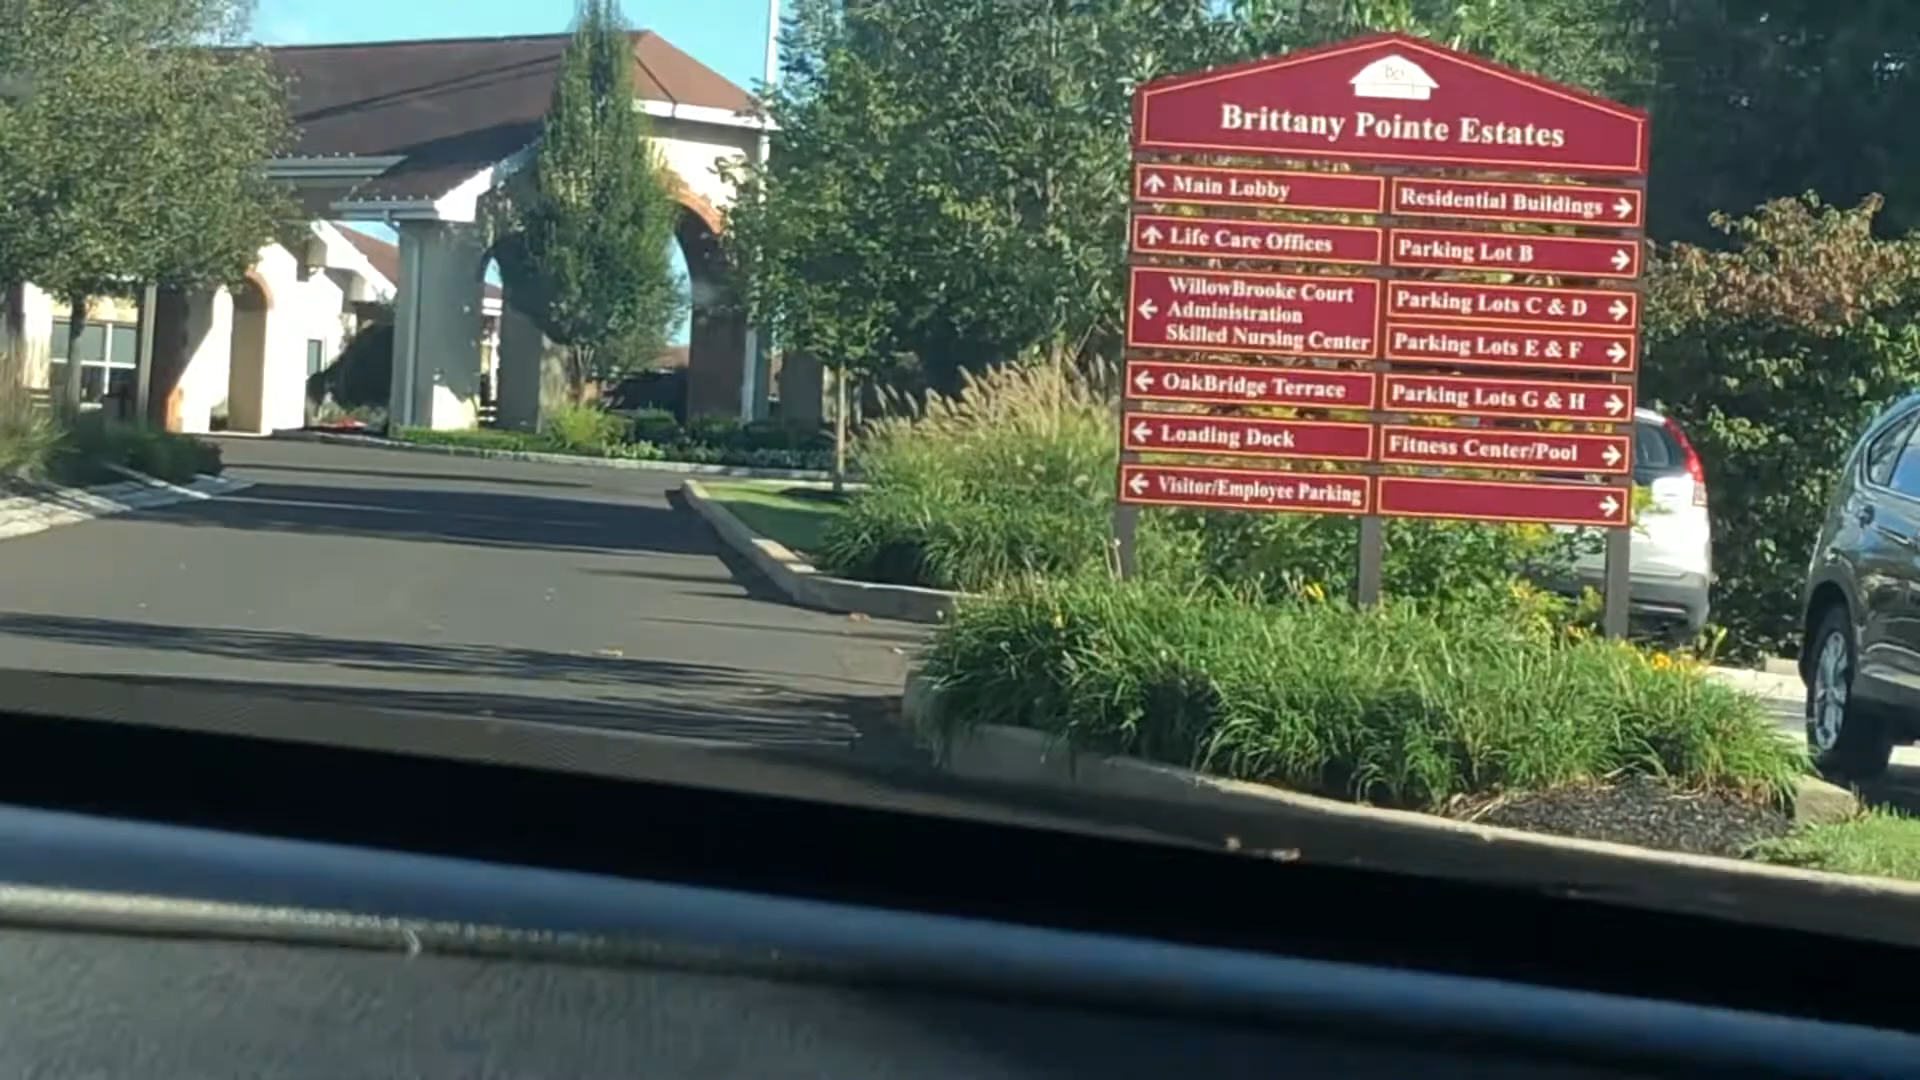 Brittany Pointe Estates
↑ Main Lobby
↑ Life Care Offices
← WillowBrooke Court
Administration
Skilled Nursing Center
← OakBridge Terrace
← Loading Dock
← Visitor/Employee Parking
Residential Buildings →
Parking Lot B →
Parking Lots C & D →
Parking Lots E & F →
Parking Lots G & H →
Fitness Center/Pool →
→